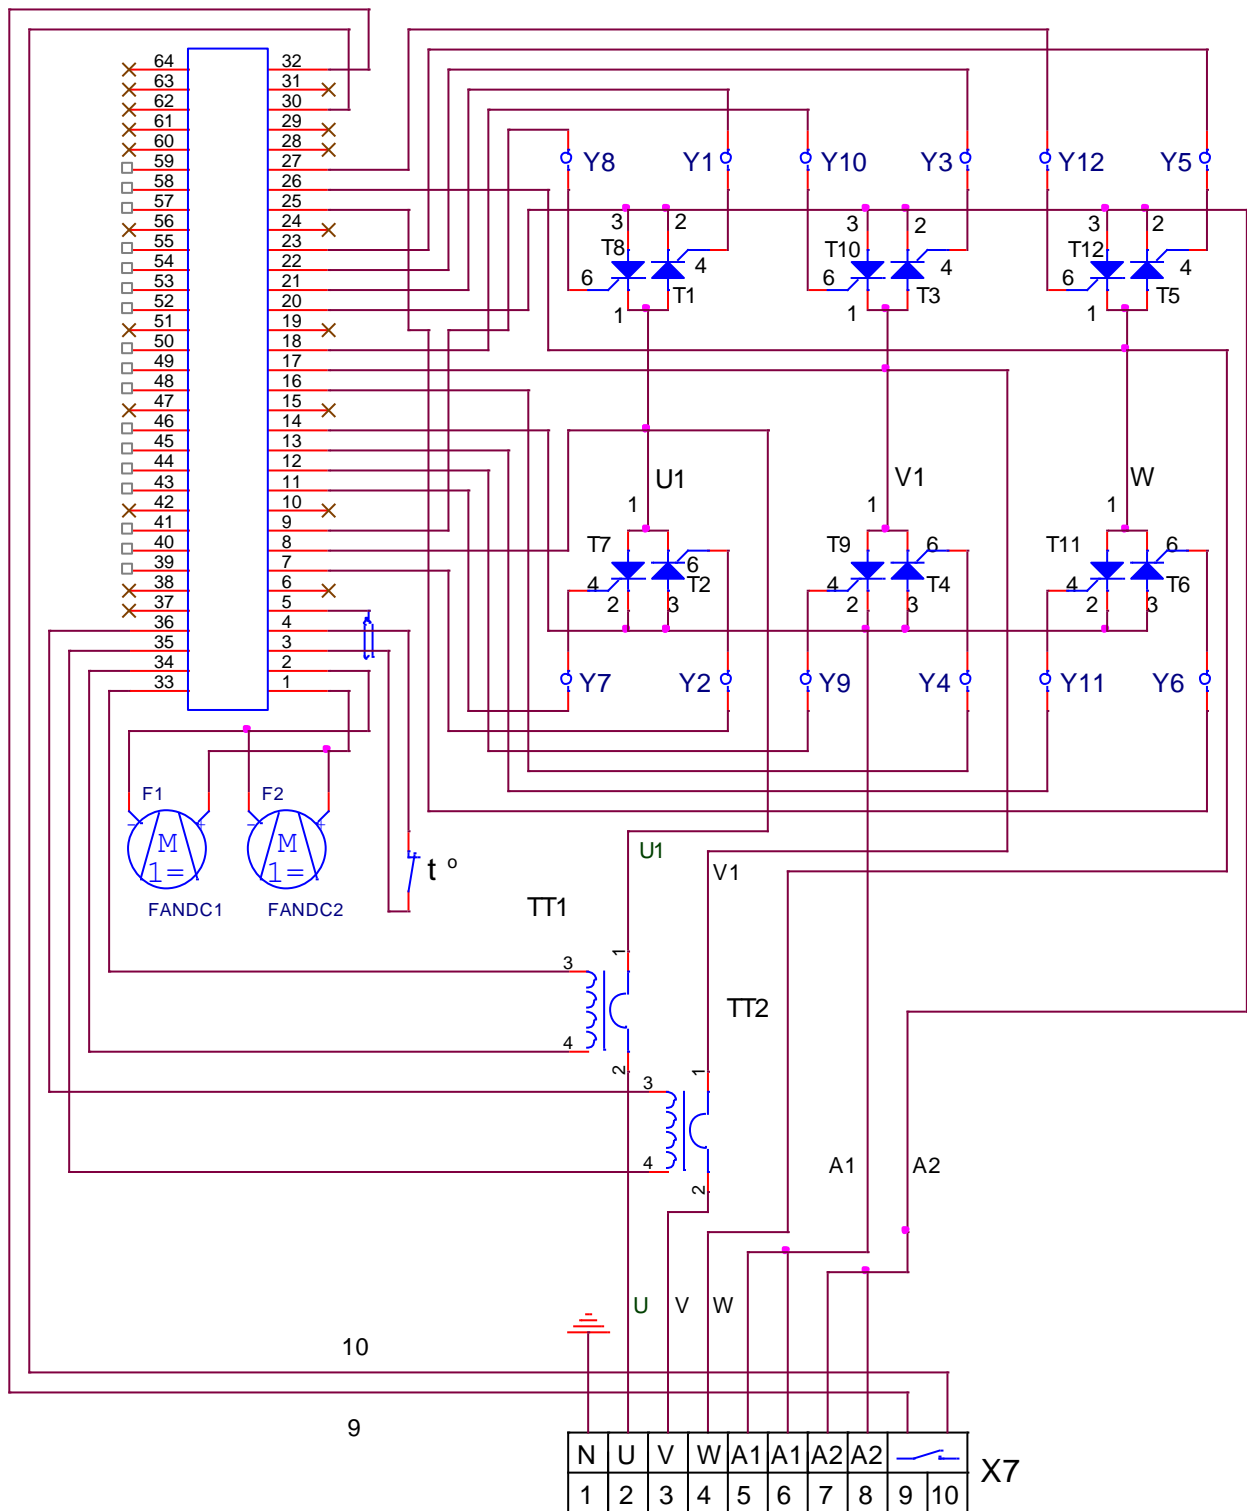 64 32
63 31
62 30
61 29
60 28
59 27
58 26
57 25
56 24
55 23
54 22
53 21
52 20
51 19
50 18
49 17
48 16
47 15
46 14
45 13
44 12
43 11
42 10
41 9
40 8
39 7
38 6
37 5
36 4
35 3
34 2
33 1
Y8 Y1 Y10 Y3 Y12 Y5
3 2 3 2 3 2
T8 T10 T12
6 4 6 4 6 4
T1 T3 T5
1 1 1
U1 V1 W
1 1 1
T7 T9 T11
6 6 6
4 4 4
T2 T4 T6
2 3 2 3 2 3
Y7 Y2 Y9 Y4 Y11 Y6
F1 F2
- + - +
M M
1= 1=
FANDC1 FANDC2
t °
U1
V1
TT1
1
3
4
2
TT2
1
3
4
2
A1 A2
U V W
10
9
N U V W A1 A1 A2 A2
X7
1 2 3 4 5 6 7 8 9 10